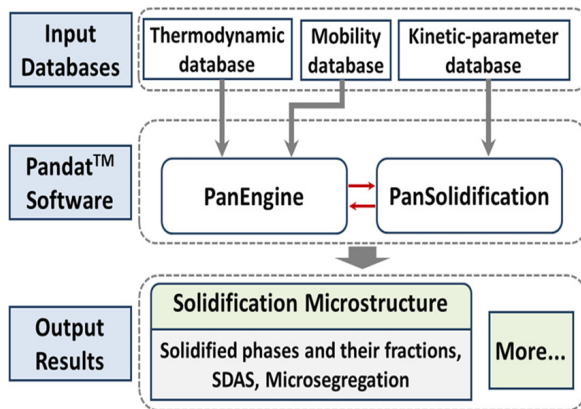 Input
Databases
Thermodynamic
database
Mobility
database
Kinetic-parameter
database
Pandat™
Software
PanEngine
PanSolidification
Output
Results
Solidification Microstructure
Solidified phases and their fractions,
SDAS, Microsegregation
More...